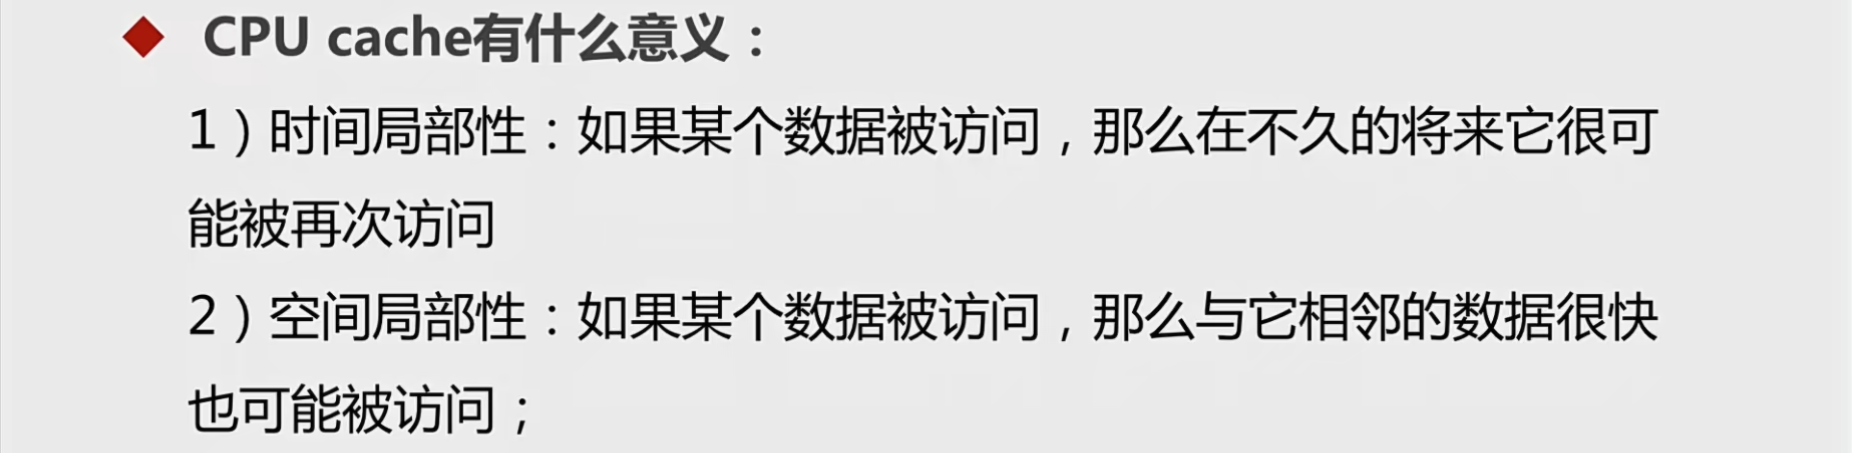 CPU cache有什么意义：
1）时间局部性：如果某个数据被访问，那么在不久的将来它很可
能被再次访问
2）空间局部性：如果某个数据被访问，那么与它相邻的数据很快
也可能被访问；